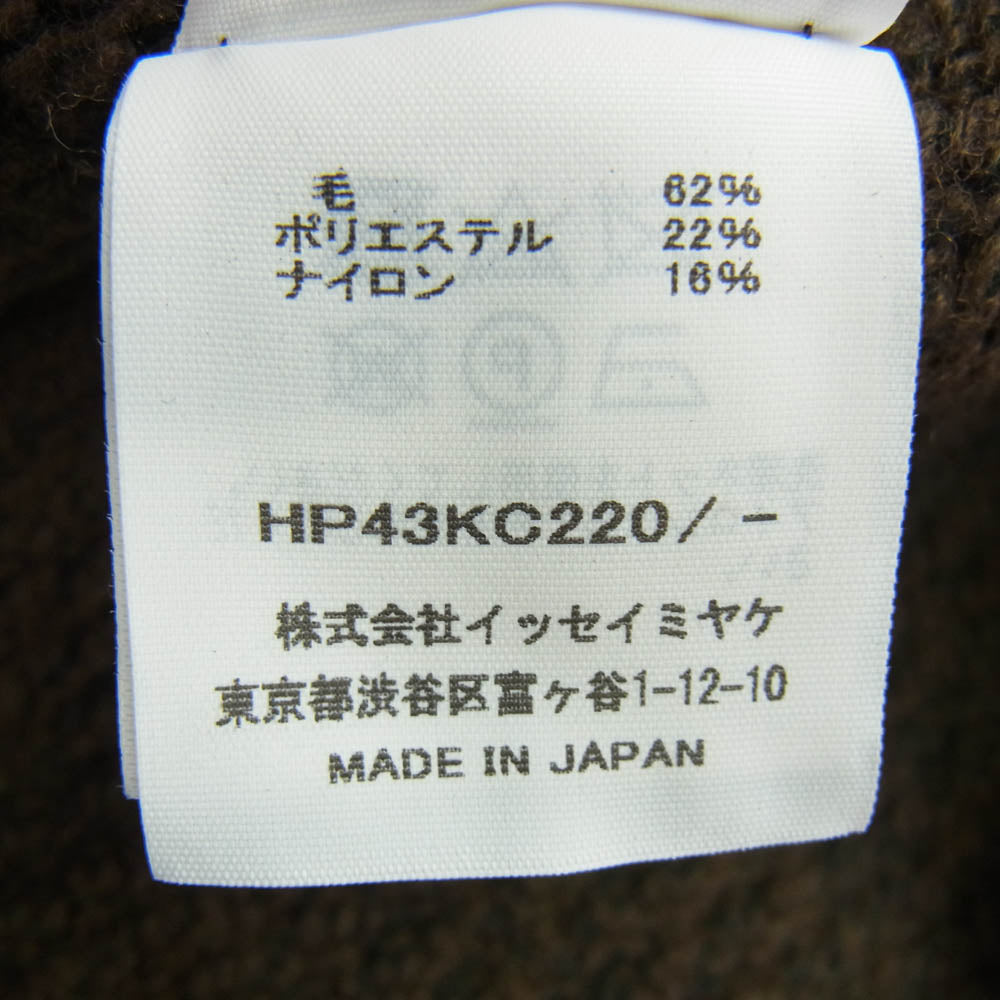 毛 62%
ポリエステル 22%
ナイロン 16%
HP43KC220/ -
株式会社イッセイミヤケ
東京都渋谷区富ヶ谷1-12-10
MADE IN JAPAN